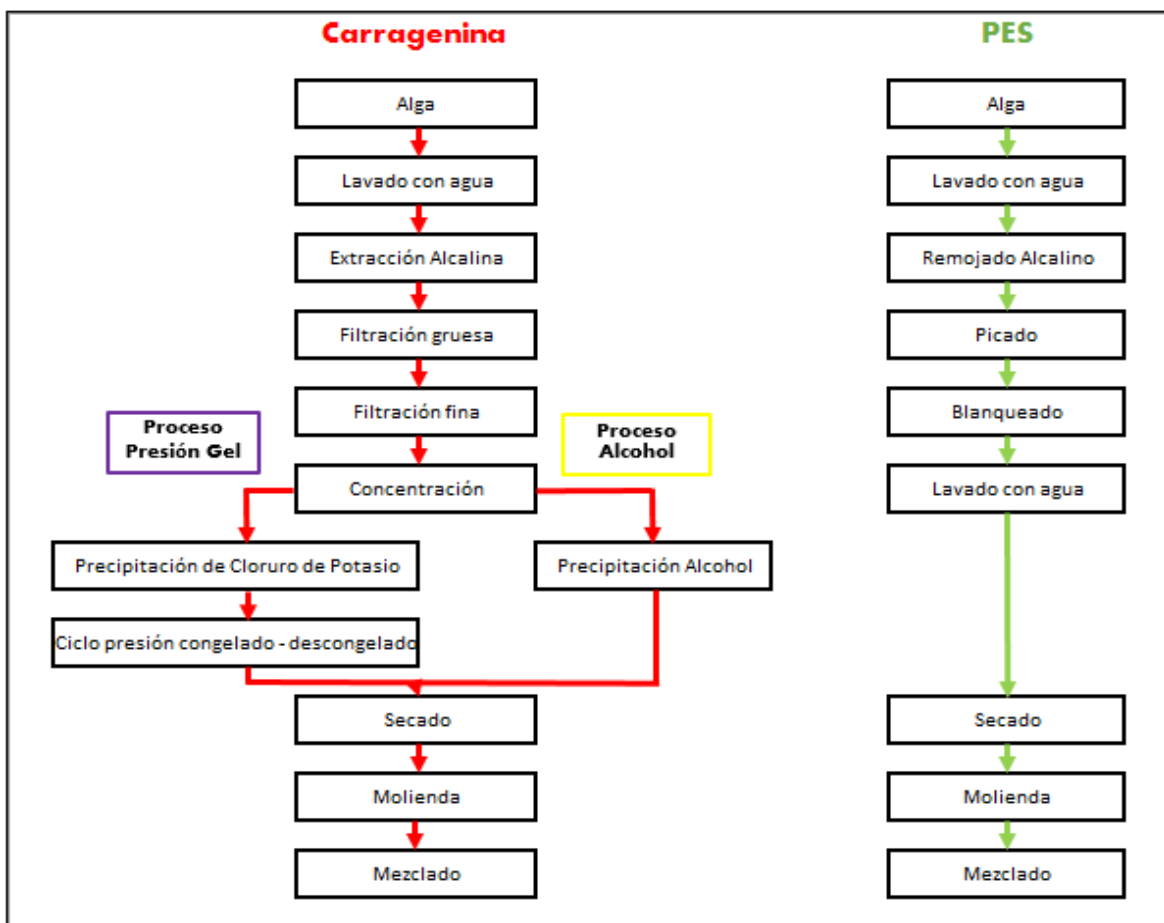 Carragenina
Alga
Lavado con agua
Extracción Alcalina
Filtración gruesa
Filtración fina
Proceso
Presión Gel
Proceso
Alcohol
Concentración
Precipitación de Cloruro de Potasio
Precipitación Alcohol
Ciclo presión congelado - descongelado
Secado
Molienda
Mezclado
PES
Alga
Lavado con agua
Remojado Alcalino
Picado
Blanqueado
Lavado con agua
Secado
Molienda
Mezclado